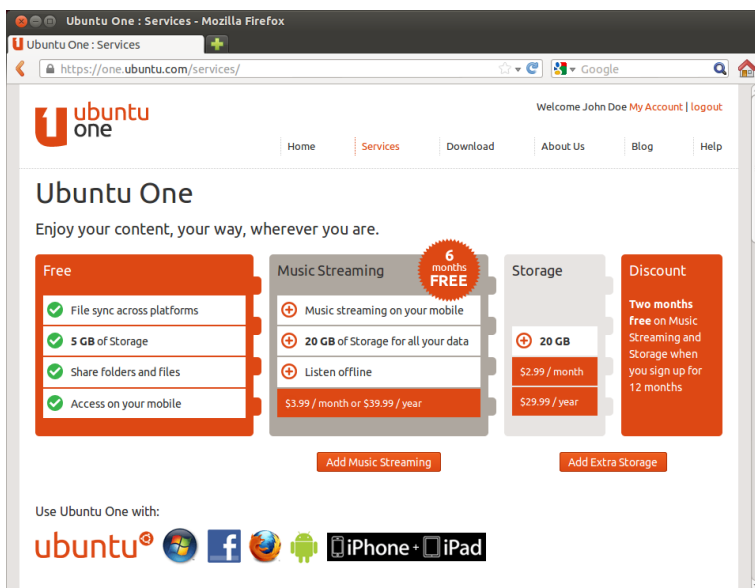 Ubuntu One : Services - Mozilla Firefox
Ubuntu One : Services
https://one.ubuntu.com/services/
Google
ubuntu
one
Welcome John Doe My Account | logout
Home Services Download About Us Blog Help
Ubuntu One
Enjoy your content, your way, wherever you are.
Free
File sync across platforms
5 GB of Storage
Share folders and files
Access on your mobile
Music Streaming
6
months
FREE
Music streaming on your mobile
20 GB of Storage for all your data
Listen offline
$3.99 / month or $39.99 / year
Storage
20 GB
$2.99 / month
$29.99 / year
Discount
Two months
free on Music
Streaming and
Storage when
you sign up for
12 months
Add Music Streaming
Add Extra Storage
Use Ubuntu One with:
ubuntu iPhone + iPad